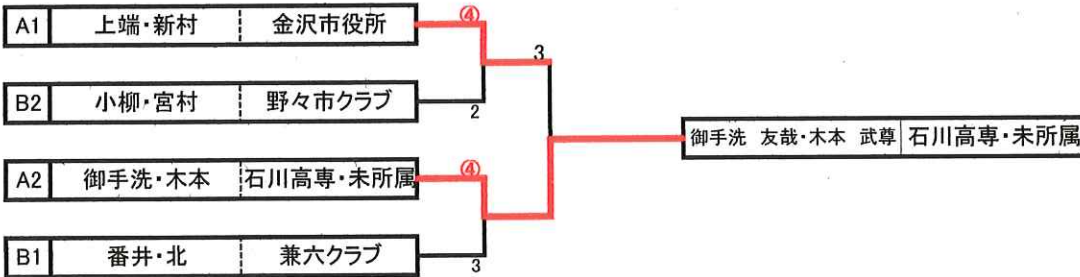 A1 上端・新村 金沢市役所
④
3
B2 小柳・宮村 野々市クラブ
2
御手洗 友哉・木本 武尊 石川高専・未所属
A2 御手洗・木本 石川高専・未所属
④
B1 番井・北 兼六クラブ
3